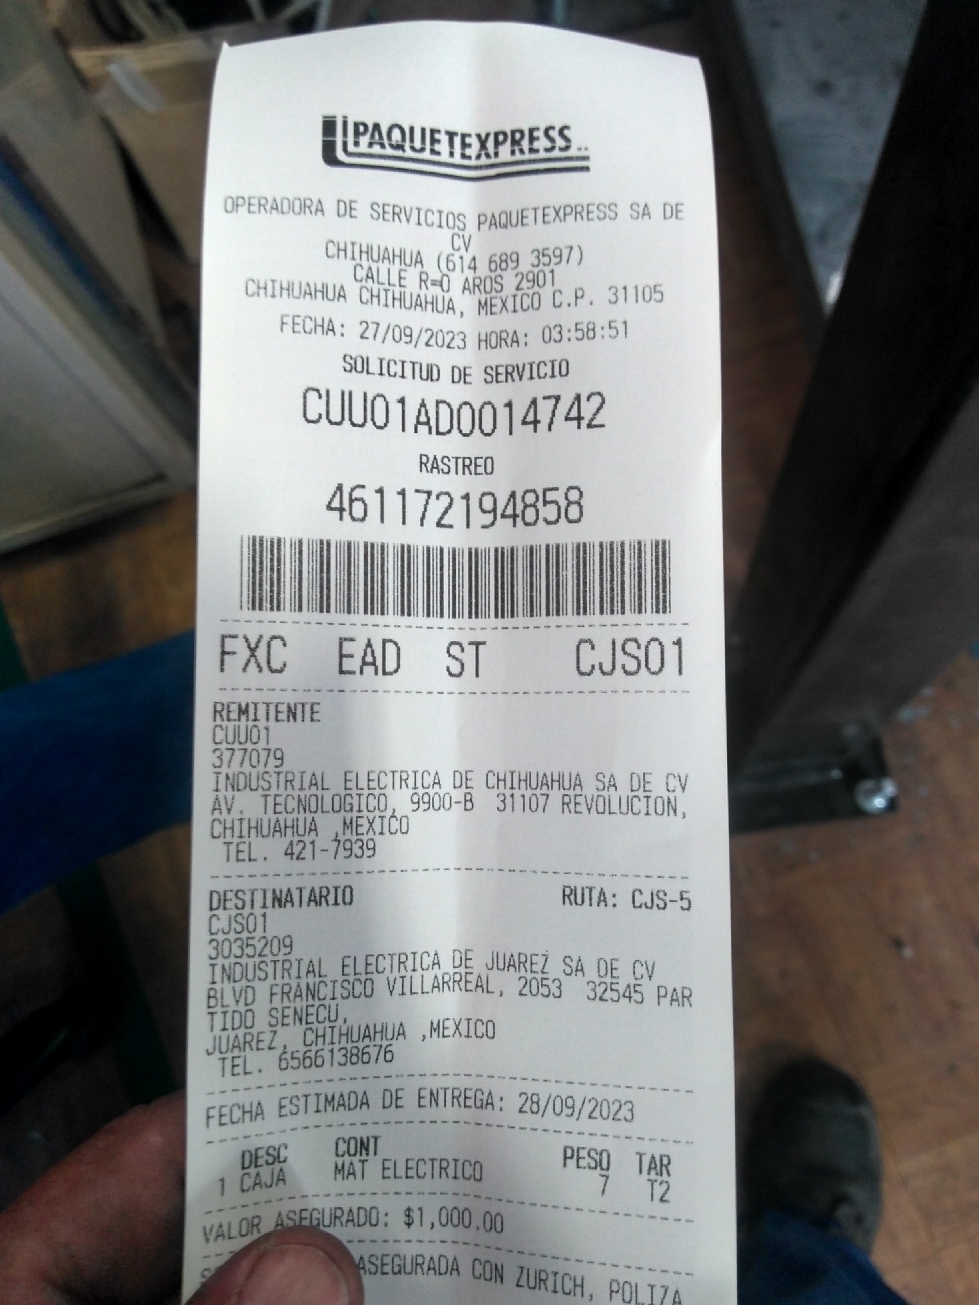 PAQUETEXPRESS
OPERADORA DE SERVICIOS PAQUETEXPRESS SA DE
CV
CHIHUAHUA (614 689 3597)
CALLE R=O AROS 2901
CHIHUAHUA CHIHUAHUA, MEXICO C.P. 31105
FECHA: 27/09/2023 HORA: 03:58:51
SOLICITUD DE SERVICIO
CUU01AD0014742
RASTREO
461172194858
FXC EAD ST CJS01
REMITENTE
CUU01
377079
INDUSTRIAL ELECTRICA DE CHIHUAHUA SA DE CV
AV. TECNOLOGICO, 9900-B 31107 REVOLUCION,
CHIHUAHUA ,MEXICO
TEL. 421-7939
DESTINATARIO RUTA: CJS-5
CJS01
3035209
INDUSTRIAL ELECTRICA DE JUAREZ SA DE CV
BLVD FRANCISCO VILLARREAL, 2053 32545 PAR
TIDO SENECU,
JUAREZ, CHIHUAHUA ,MEXICO
TEL. 6566138676
FECHA ESTIMADA DE ENTREGA: 28/09/2023
DESC CONT PESO TAR
1 CAJA MAT ELECTRICO 7 T2
VALOR ASEGURADO: $1,000.00
ASEGURADA CON ZURICH, POLIZA